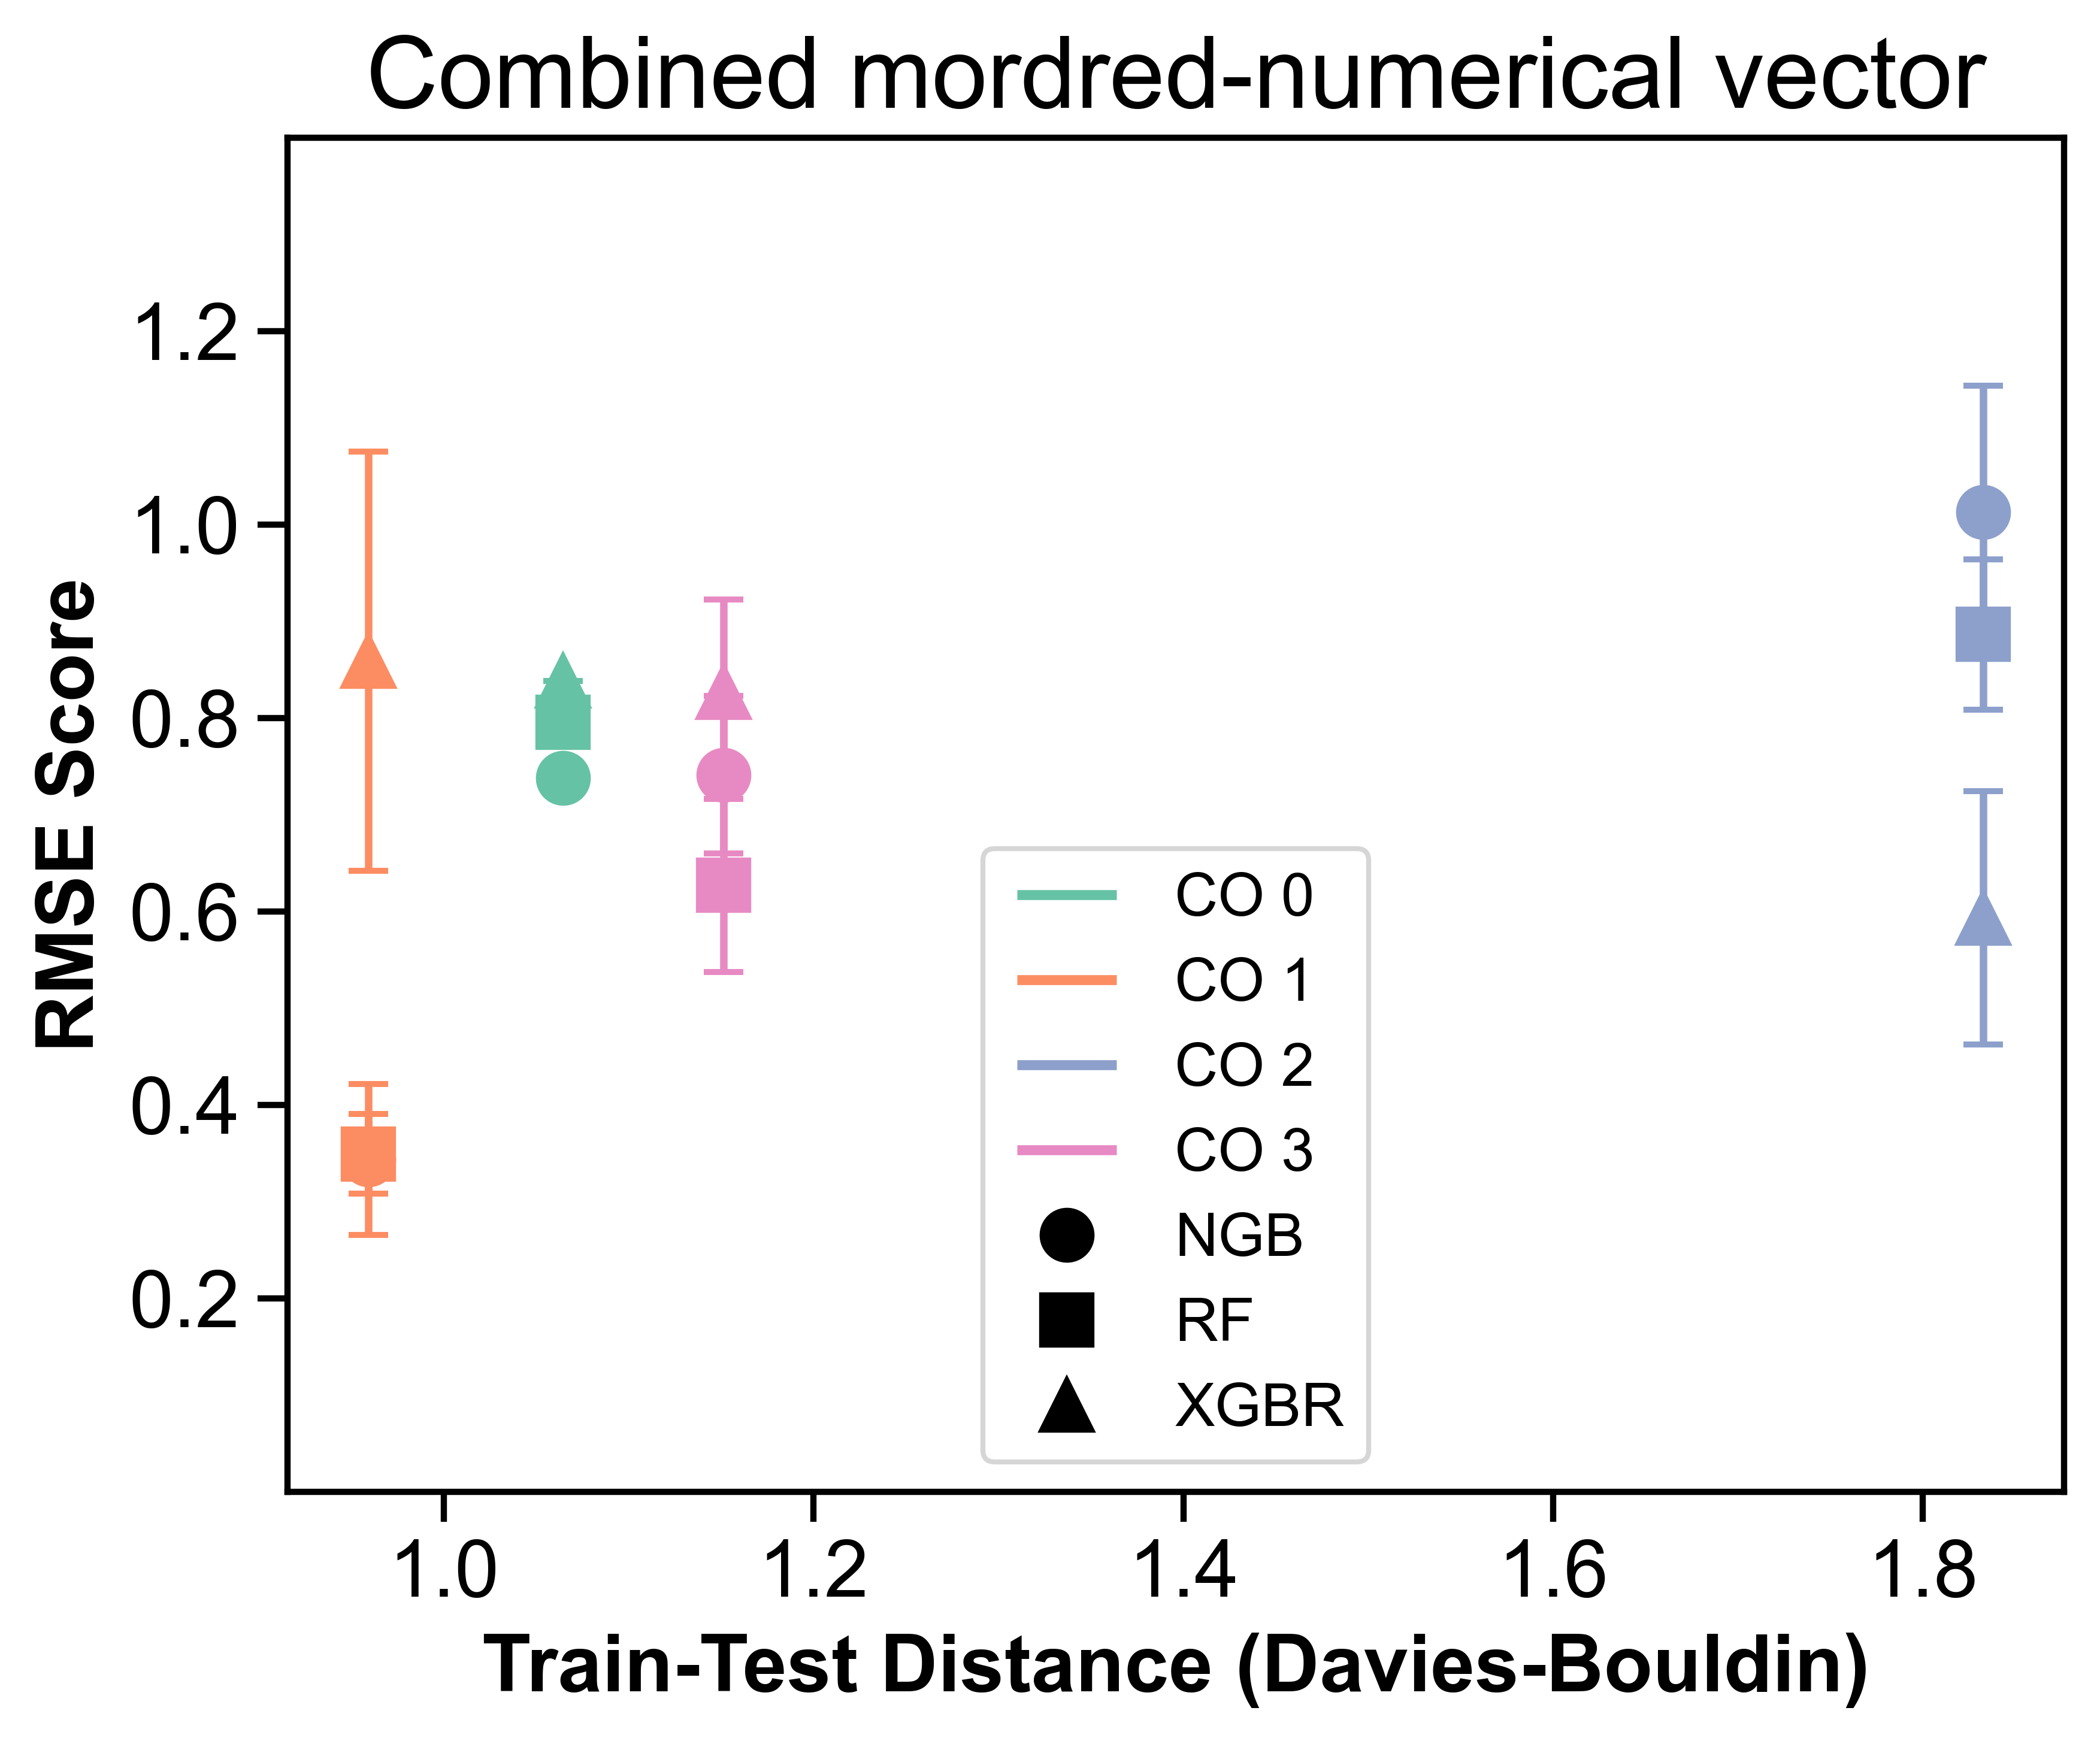 Combined mordred-numerical vector
RMSE Score
1.2
1.0
0.8
0.6
0.4
0.2
CO 0
CO 1
CO 2
CO 3
NGB
RF
XGBR
1.0 1.2 1.4 1.6 1.8
Train-Test Distance (Davies-Bouldin)